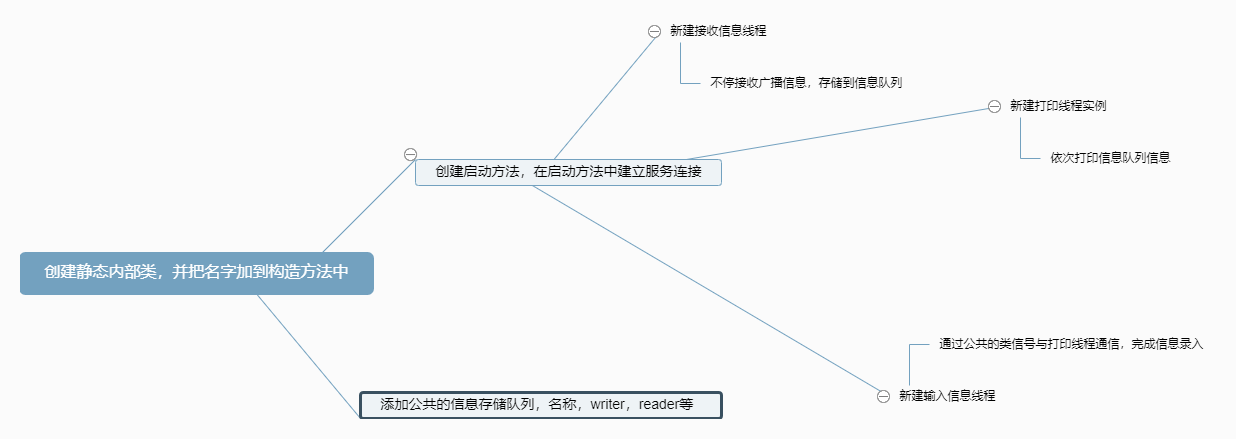 新建接收信息线程
不停接收广播信息，存储到信息队列
新建打印线程实例
依次打印信息队列信息
创建启动方法，在启动方法中建立服务连接
创建静态内部类，并把名字加到构造方法中
通过公共的类信号与打印线程通信，完成信息录入
新建输入信息线程
添加公共的信息存储队列，名称，writer，reader等